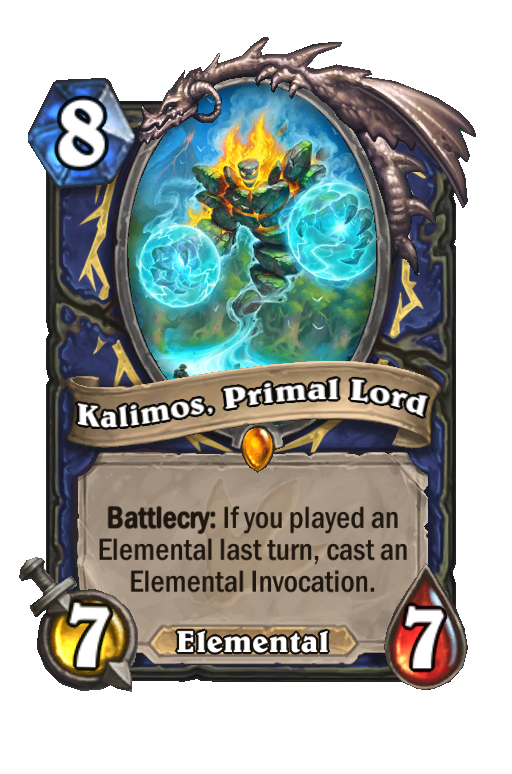 8
Kalimos, Primal Lord
Battlecry: If you played an
Elemental last turn, cast an
Elemental Invocation.
7
Elemental
7